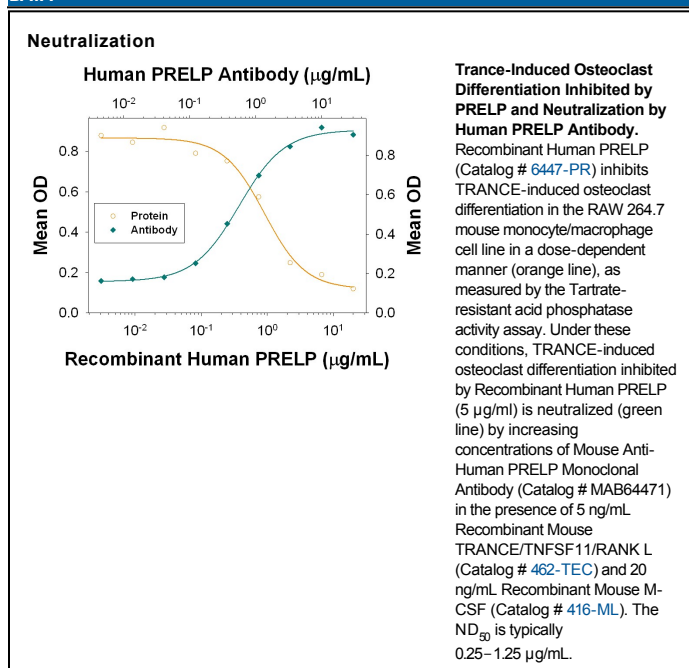 Neutralization
Human PRELP Antibody (µg/mL)
10-2 10-1 100 101
0.8 0.8
0.6 0.6
0.4 0.4
0.2 0.2
0.0 0.0
Mean OD
Mean OD
Protein
Antibody
10-2 10-1 100 101
Recombinant Human PRELP (µg/mL)
Trance-Induced Osteoclast
Differentiation Inhibited by
PRELP and Neutralization by
Human PRELP Antibody.
Recombinant Human PRELP
(Catalog # 6447-PR) inhibits
TRANCE-induced osteoclast
differentiation in the RAW 264.7
mouse monocyte/macrophage
cell line in a dose-dependent
manner (orange line), as
measured by the Tartrate-
resistant acid phosphatase
activity assay. Under these
conditions, TRANCE-induced
osteoclast differentiation inhibited
by Recombinant Human PRELP
(5 µg/ml) is neutralized (green
line) by increasing
concentrations of Mouse Anti-
Human PRELP Monoclonal
Antibody (Catalog # MAB64471)
in the presence of 5 ng/mL
Recombinant Mouse
TRANCE/TNFSF11/RANK L
(Catalog # 462-TEC) and 20
ng/mL Recombinant Mouse M-
CSF (Catalog # 416-ML). The
ND50 is typically
0.25-1.25 µg/mL.